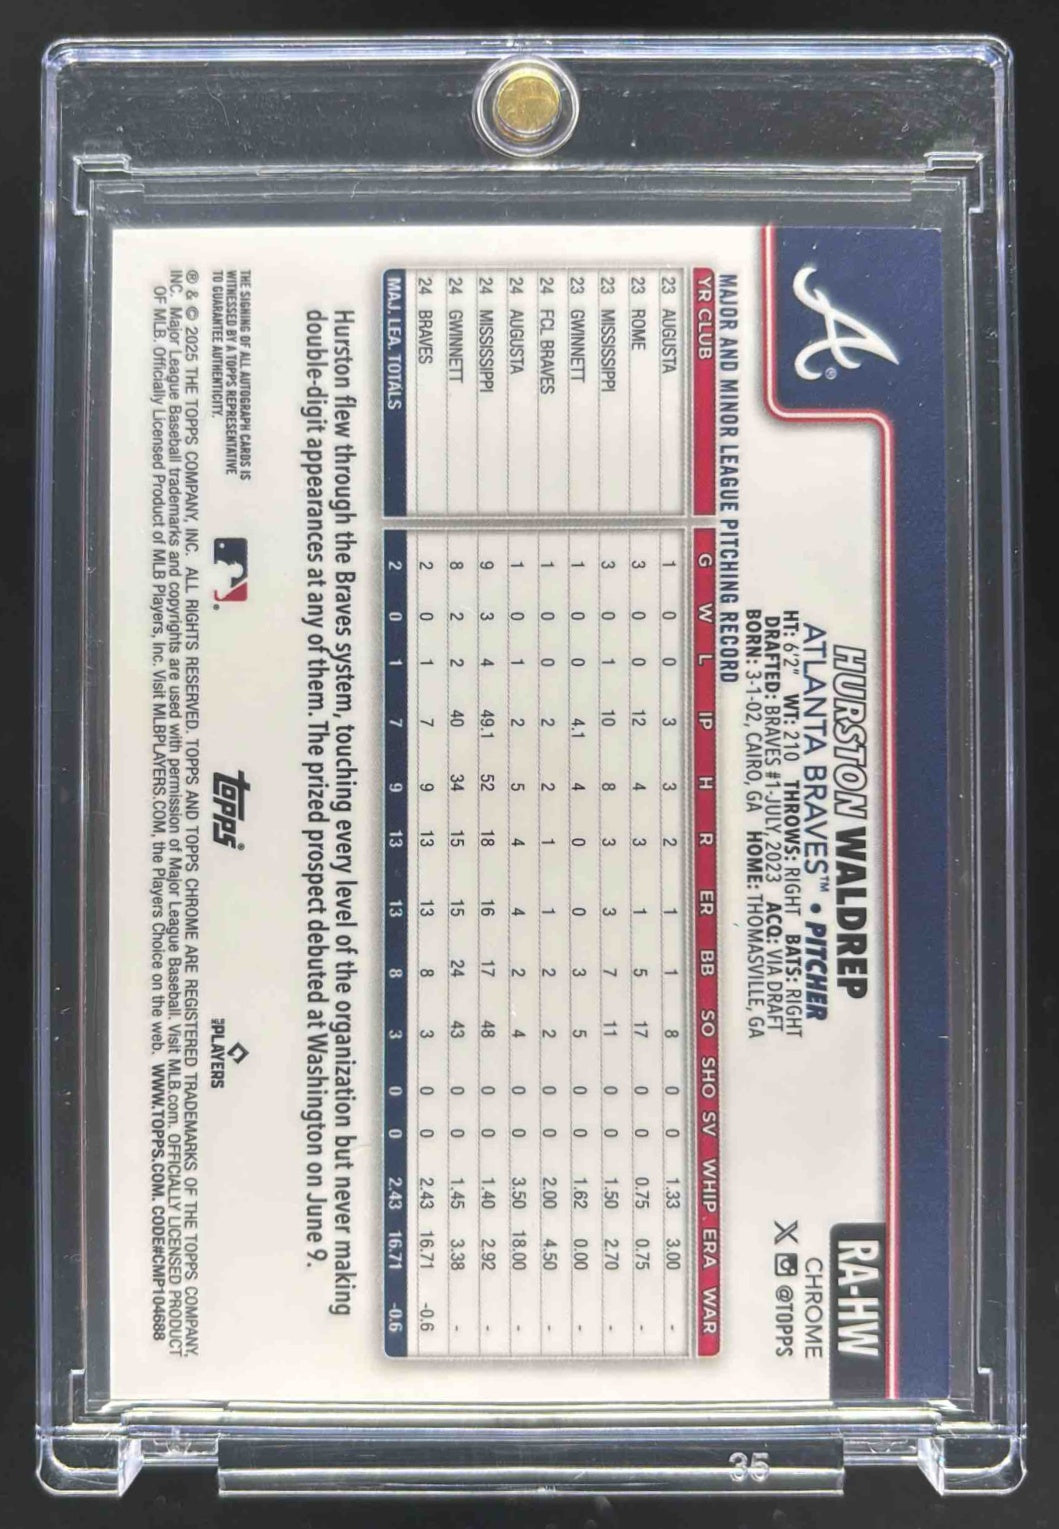 HURSTON WALDREP
ATLANTA BRAVES™ • PITCHER
HT: 6'2" WT: 210 THROWS: RIGHT BATS: RIGHT
DRAFTED: BRAVES #1-JULY, 2023 ACQ: VIA DRAFT
BORN: 3-1-02, CAIRO, GA HOME: THOMASVILLE, GA
RA-HW
CHROME
@TOPPS
A®
MAJOR AND MINOR LEAGUE PITCHING RECORD
YR CLUB G W L IP H R ER BB SO SHO SV WHIP ERA WAR
23 AUGUSTA 1 0 0 3 3 2 1 1 8 0 0 1.33 3.00 -
23 ROME 3 0 0 12 4 3 1 5 17 0 0 0.75 0.75 -
23 MISSISSIPPI 3 0 1 10 8 3 3 7 11 0 0 1.50 2.70 -
23 GWINNETT 1 0 0 4.1 4 0 0 3 5 0 0 1.62 0.00 -
24 FCL BRAVES 1 0 0 2 2 1 1 2 2 0 0 2.00 4.50 -
24 AUGUSTA 1 0 1 2 5 4 4 2 4 0 0 3.50 18.00 -
24 MISSISSIPPI 9 3 4 49.1 52 18 16 17 48 0 0 1.40 2.92 -
24 GWINNETT 8 2 2 40 34 15 15 24 43 0 0 1.45 3.38 -
24 BRAVES 2 0 1 7 9 13 13 8 3 0 0 2.43 16.71 -0.6
MAJ. LEA. TOTALS 2 0 1 7 9 13 13 8 3 0 0 2.43 16.71 -0.6
Hurston flew through the Braves system, touching every level of the organization but never making
double-digit appearances at any of them. The prized prospect debuted at Washington on June 9.
THE SIGNING OF ALL AUTOGRAPH CARDS IS
WITNESSED BY A TOPPS REPRESENTATIVE
TO GUARANTEE AUTHENTICITY.
topps®
MLB PLAYERS
® & © 2025 THE TOPPS COMPANY, INC. ALL RIGHTS RESERVED. TOPPS AND TOPPS CHROME ARE REGISTERED TRADEMARKS OF THE TOPPS COMPANY,
INC. Major League Baseball trademarks and copyrights are used with permission of Major League Baseball. Visit MLB.com. OFFICIALLY LICENSED PRODUCT
OF MLB. Officially Licensed Product of MLB Players, Inc. Visit MLBPLAYERS.COM, the Players Choice on the web. WWW.TOPPS.COM. CODE#CMP104688
35